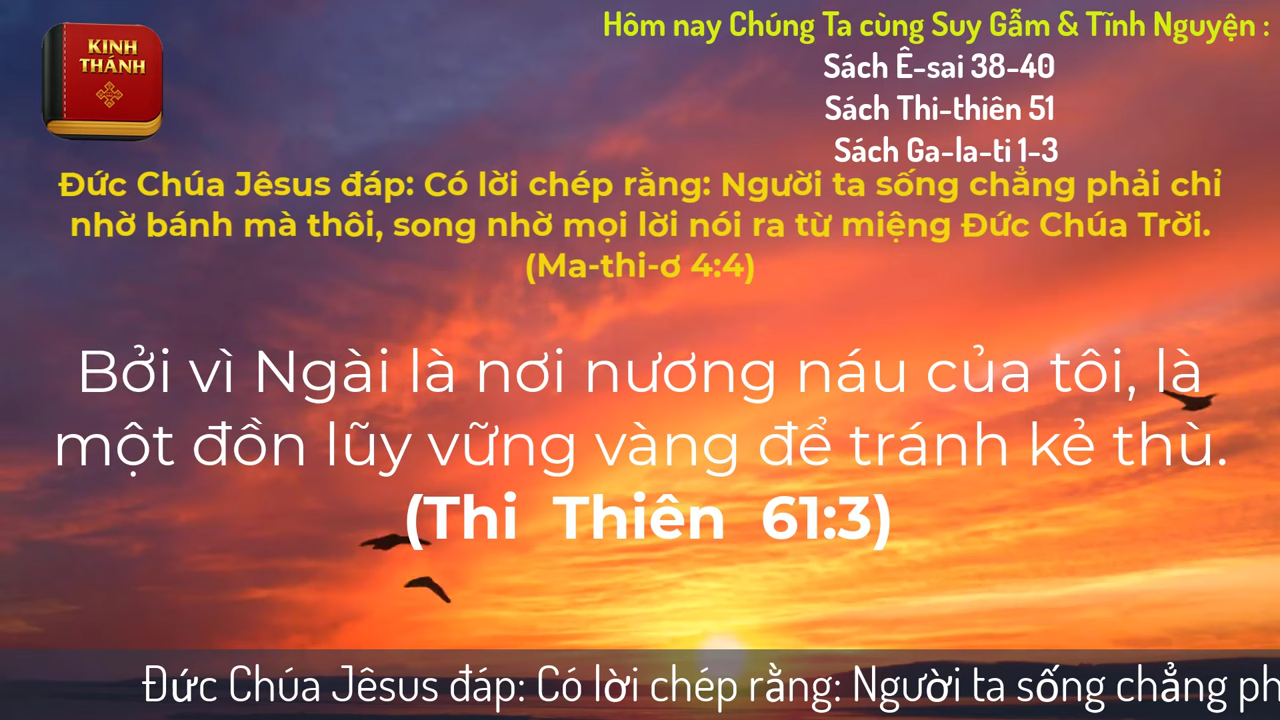 KINH
THÁNH
Hôm nay Chúng Ta cùng Suy Gẫm & Tĩnh Nguyện :
Sách Ê-sai 38-40
Sách Thi-thiên 51
Sách Ga-la-ti 1-3
Đức Chúa Jêsus đáp: Có lời chép rằng: Người ta sống chẳng phải chỉ
nhờ bánh mà thôi, song nhờ mọi lời nói ra từ miệng Đức Chúa Trời.
(Ma-thi-ơ 4:4)
Bởi vì Ngài là nơi nương náu của tôi, là
một đồn lũy vững vàng để tránh kẻ thù.
(Thi Thiên 61:3)
Đức Chúa Jêsus đáp: Có lời chép rằng: Người ta sống chẳng ph